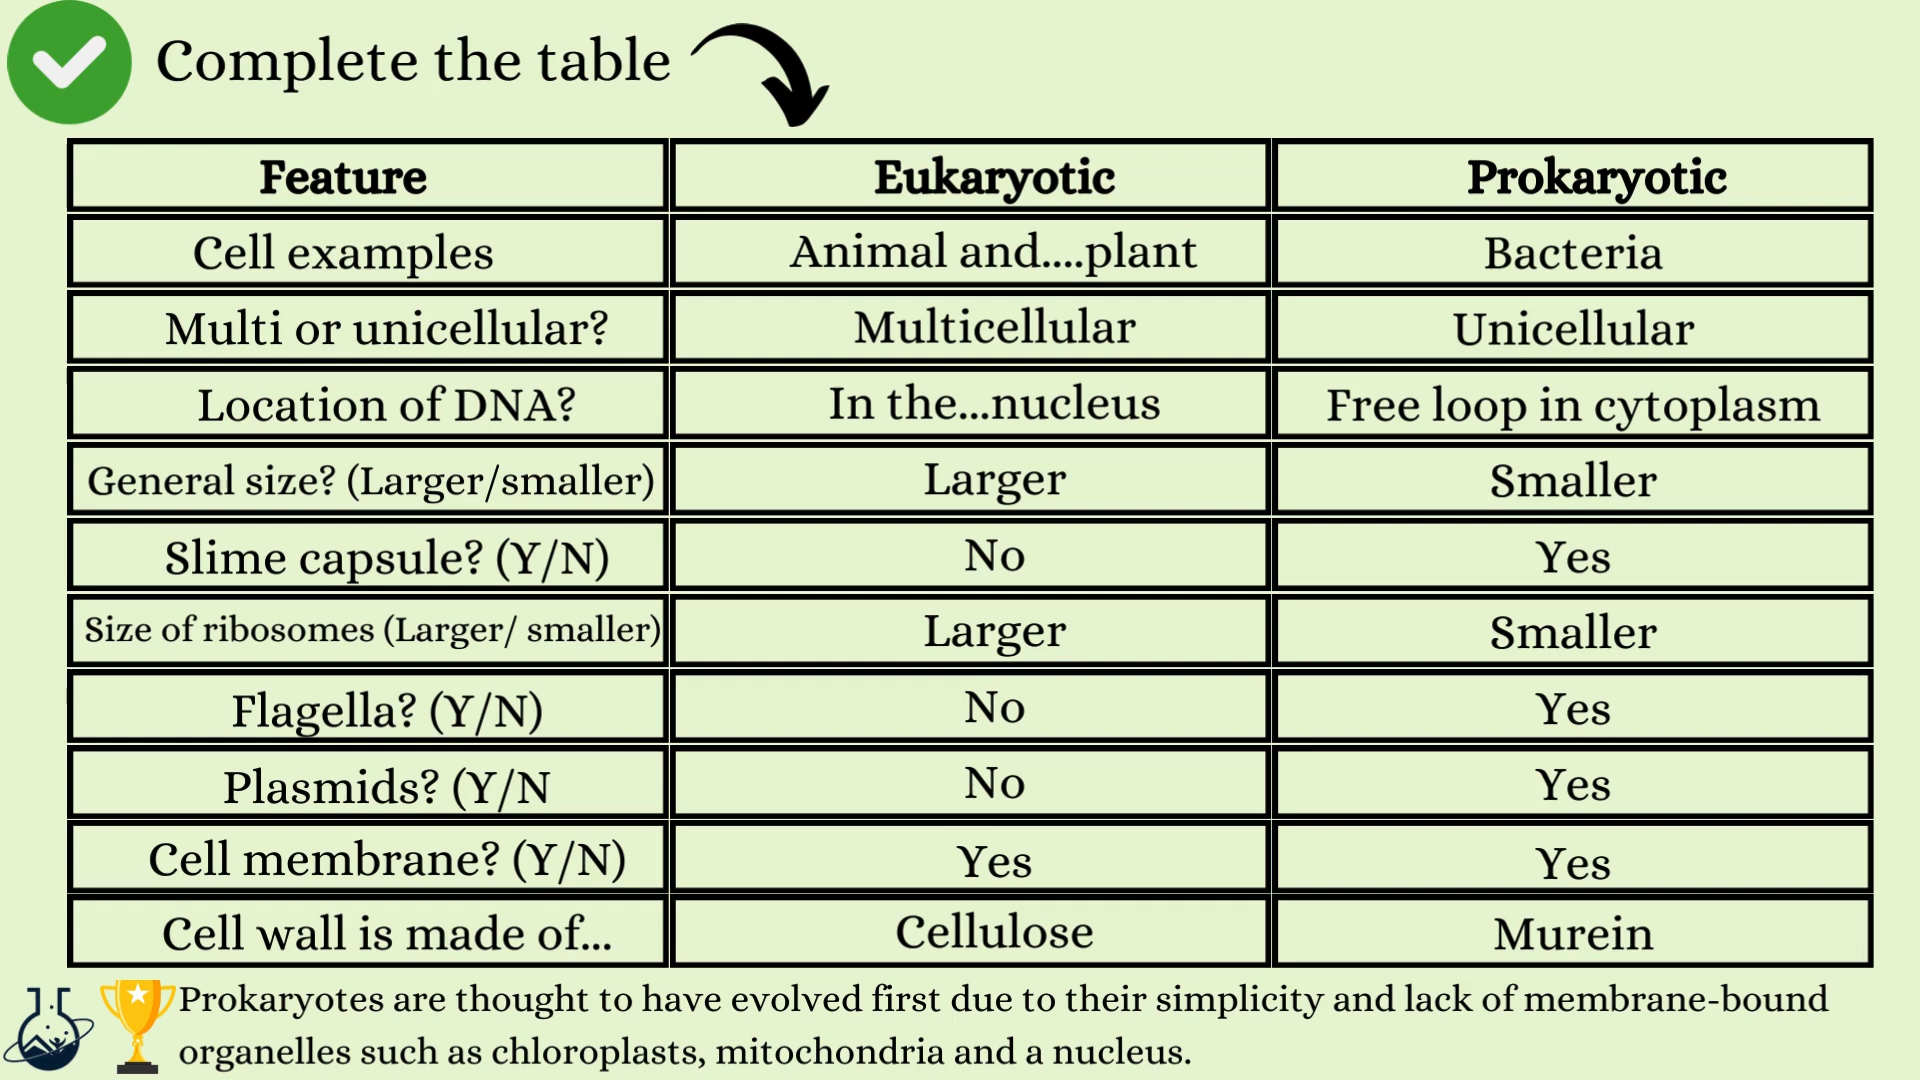 Complete the table
Feature Eukaryotic Prokaryotic
Cell examples Animal and....plant Bacteria
Multi or unicellular? Multicellular Unicellular
Location of DNA? In the...nucleus Free loop in cytoplasm
General size? (Larger/smaller) Larger Smaller
Slime capsule? (Y/N) No Yes
Size of ribosomes (Larger/ smaller) Larger Smaller
Flagella? (Y/N) No Yes
Plasmids? (Y/N No Yes
Cell membrane? (Y/N) Yes Yes
Cell wall is made of... Cellulose Murein
Prokaryotes are thought to have evolved first due to their simplicity and lack of membrane-bound
organelles such as chloroplasts, mitochondria and a nucleus.